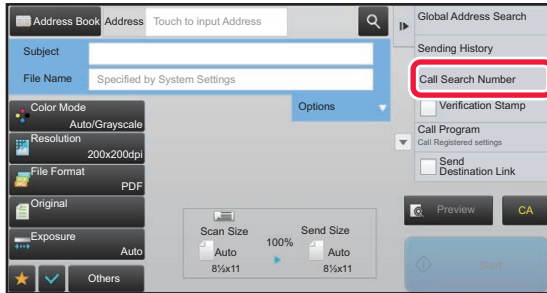 Address Book
Address
Touch to input Address
Global Address Search
Subject
Sending History
File Name
Specified by System Settings
Call Search Number
Color Mode
Auto/Grayscale
Options
Verification Stamp
Resolution
200x200dpi
Call Program
Call Registered settings
File Format
PDF
Send
Destination Link
Original
Preview
CA
Scan Size
Send Size
Exposure
Auto
Auto
100%
Auto
8½x11
8½x11
Start
Others